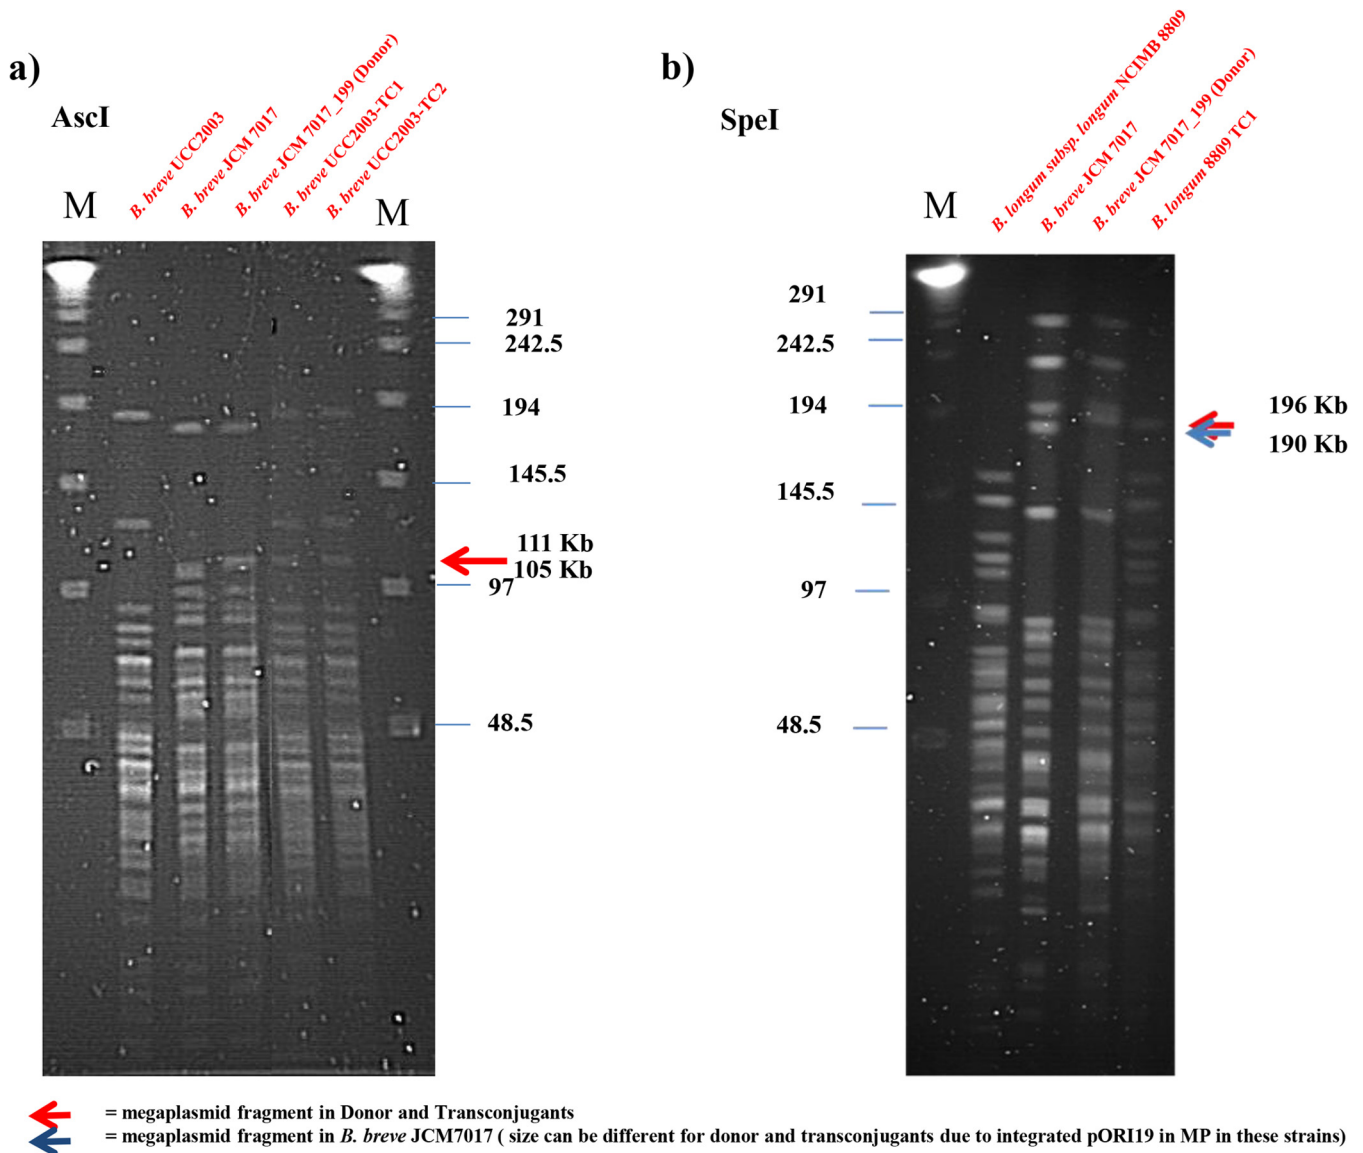 a)
AscI
B. breve UCC2003
B. breve JCM 7017
B. breve JCM 7017_199 (Donor)
B. breve UCC2003-TC1
B. breve UCC2003-TC2
M
M
291
242.5
194
145.5
111 Kb
105 Kb
97
48.5
b)
SpeI
B. longum subsp. longum NCIMB 8809
B. breve JCM 7017
B. breve JCM 7017_199 (Donor)
B. longum 8809 TC1
M
291
242.5
194
145.5
97
48.5
196 Kb
190 Kb
= megaplasmid fragment in Donor and Transconjugants
= megaplasmid fragment in B. breve JCM7017 ( size can be different for donor and transconjugants due to integrated pORI19 in MP in these strains)